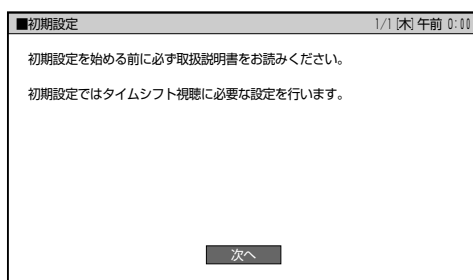 ■初期設定 1/1[木]午前 0:00
初期設定を始める前に必ず取扱説明書をお読みください。
初期設定ではタイムシフト視聴に必要な設定を行います。
次へ